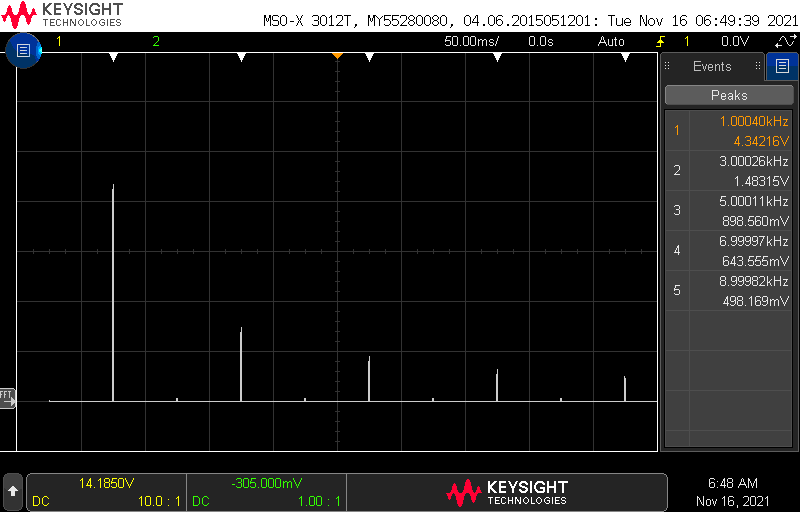 KEYSIGHT
TECHNOLOGIES
MSO-X 3012T, MY55280080, 04.06.2015051201: Tue Nov 16 06:49:39 2021
1 2 50.00ms/ 0.0s Auto 1 0.0V
Events
Peaks
1 1.00040kHz
4.34216V
2 3.00026kHz
1.48315V
3 5.00011kHz
898.560mV
4 6.99997kHz
643.555mV
5 8.99982kHz
498.169mV
FFT
14.1850V -305.000mV
DC 10.0 : 1 DC 1.00 : 1
KEYSIGHT
TECHNOLOGIES
6:48 AM
Nov 16, 2021